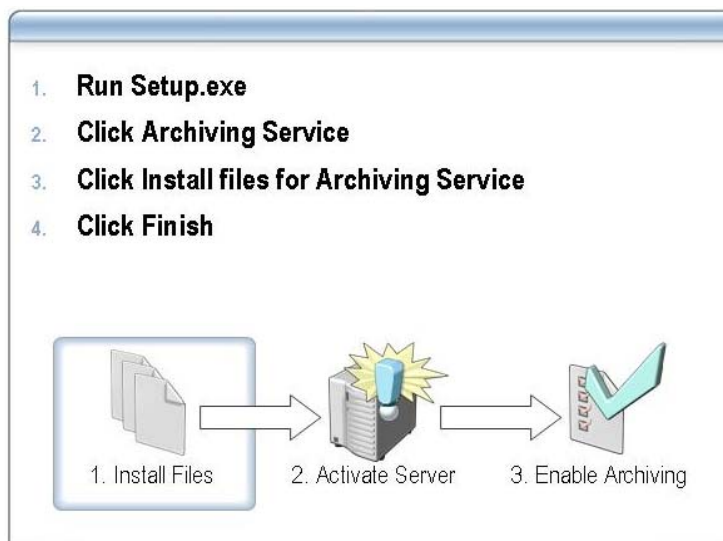 1. Run Setup.exe
2. Click Archiving Service
3. Click Install files for Archiving Service
4. Click Finish
1. Install Files
2. Activate Server
3. Enable Archiving